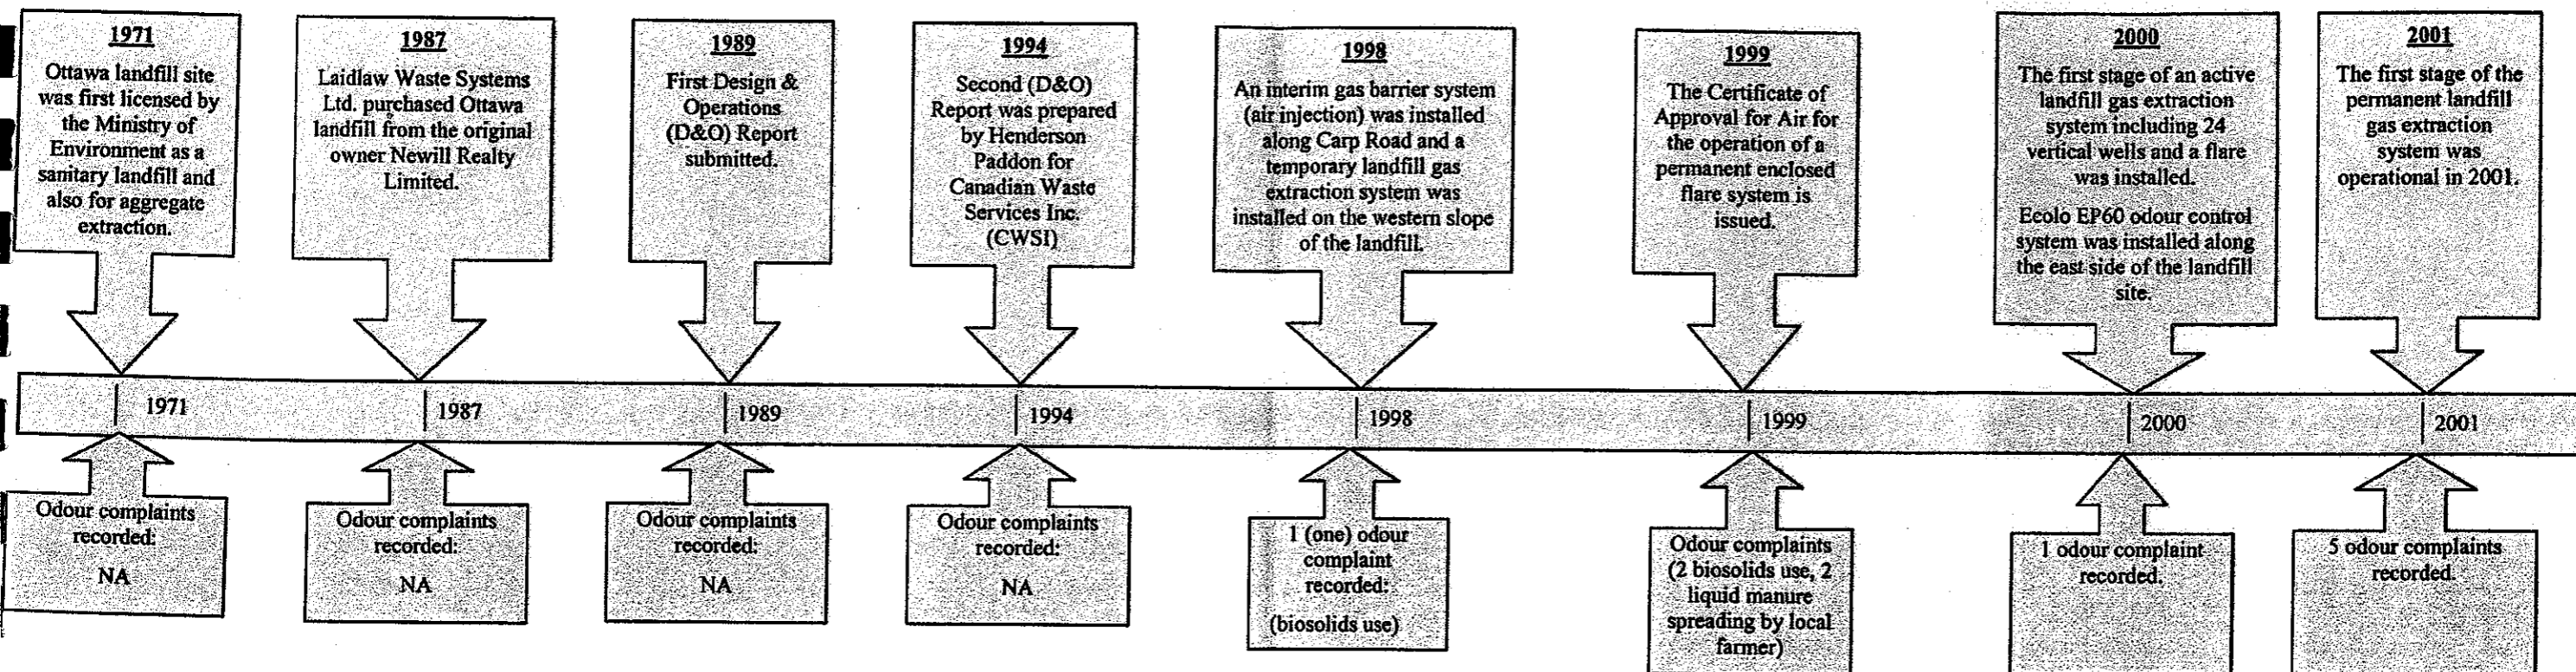 1971
Ottawa landfill site
was first licensed by
the Ministry of
Environment as a
sanitary landfill and
also for aggregate
extraction.
1987
Laidlaw Waste Systems
Ltd. purchased Ottawa
landfill from the original
owner Newill Realty
Limited.
1989
First Design &
Operations
(D&O) Report
submitted.
1994
Second (D&O)
Report was prepared
by Henderson
Paddon for
Canadian Waste
Services Inc.
(CWSI)
1998
An interim gas barrier system
(air injection) was installed
along Carp Road and a
temporary landfill gas
extraction system was
installed on the western slope
of the landfill.
1999
The Certificate of
Approval for Air for
the operation of a
permanent enclosed
flare system is
issued.
2000
The first stage of an active
landfill gas extraction
system including 24
vertical wells and a flare
was installed.
Ecolo EP60 odour control
system was installed along
the east side of the landfill
site.
2001
The first stage of the
permanent landfill
gas extraction
system was
operational in 2001.
1971
1987
1989
1994
1998
1999
2000
2001
Odour complaints
recorded:
NA
Odour complaints
recorded:
NA
Odour complaints
recorded:
NA
Odour complaints
recorded:
NA
1 (one) odour
complaint
recorded:
(biosolids use)
Odour complaints
(2 biosolids use, 2
liquid manure
spreading by local
farmer)
1 odour complaint
recorded.
5 odour complaints
recorded.